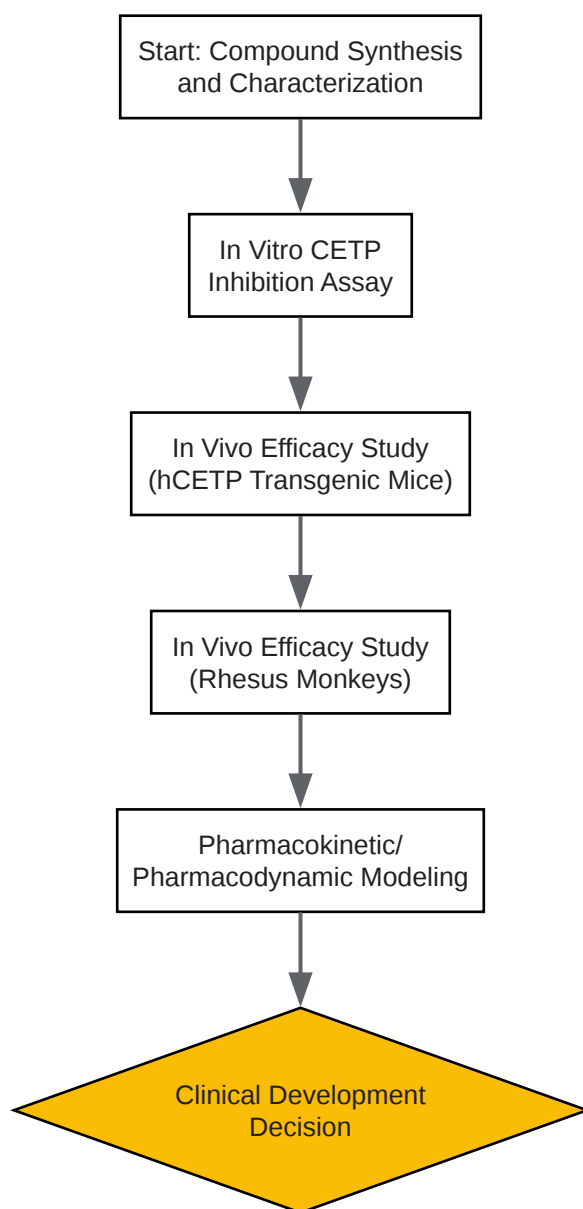 Start: Compound Synthesis
and Characterization
In Vitro CETP
Inhibition Assay
In Vivo Efficacy Study
(hCETP Transgenic Mice)
In Vivo Efficacy Study
(Rhesus Monkeys)
Pharmacokinetic/
Pharmacodynamic Modeling
Clinical Development
Decision